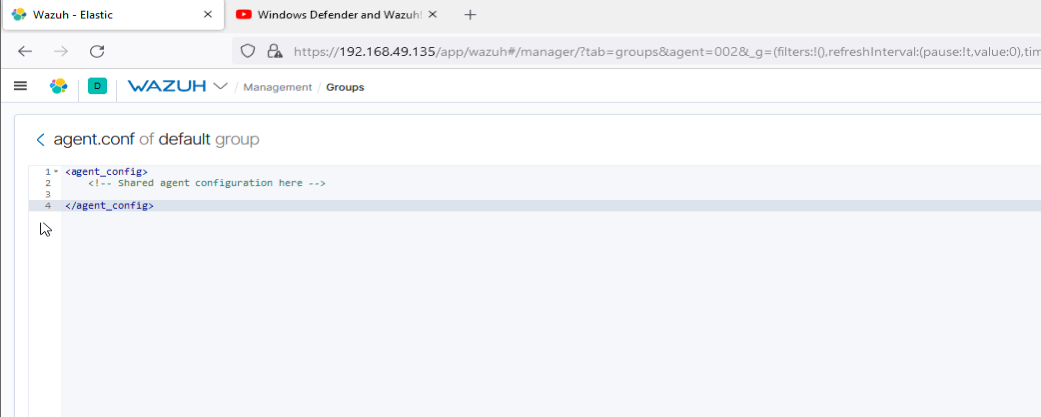 Wazuh - Elastic
Windows Defender and Wazuh!
https://192.168.49.135/app/wazuh#/manager/?tab=groups&agent=002&_g=(filters:!(),refreshInterval:(pause:!t,value:0),tim
D WAZUH / Management / Groups
agent.conf of default group
1 <agent_config>
2 <!-- Shared agent configuration here -->
3
4 </agent_config>